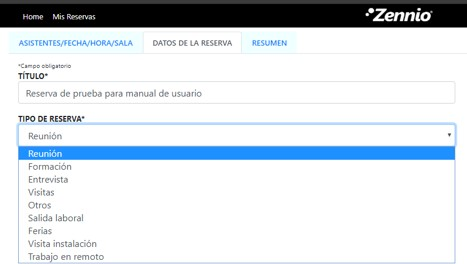 Home Mis Reservas Zennio®
ASISTENTES/FECHA/HORA/SALA DATOS DE LA RESERVA RESUMEN
*Campo obligatorio
TÍTULO*
Reserva de prueba para manual de usuario
TIPO DE RESERVA*
Reunión
Reunión
Formación
Entrevista
Visitas
Otros
Salida laboral
Ferias
Visita instalación
Trabajo en remoto